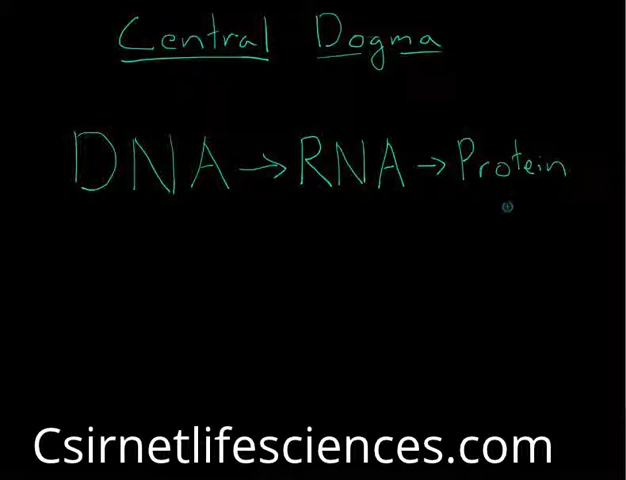 Central Dogma
DNA → RNA → Protein
Csirnetlifesciences.com